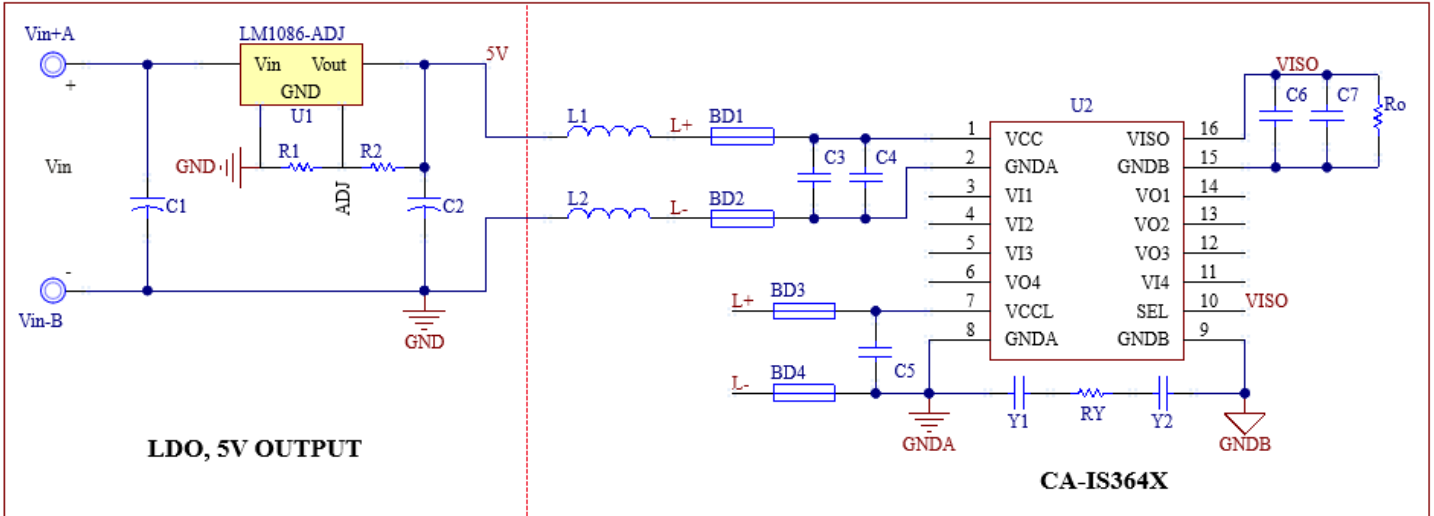 Vin+A
+
Vin
-
Vin-B
LM1086-ADJ
Vin Vout
GND
U1
GND
R1
R2
ADJ
C1
C2
5V
GND
LDO, 5V OUTPUT
L1
L+
BD1
L2
L-
BD2
C3
C4
L+
BD3
L-
BD4
C5
U2
1 VCC VISO 16
2 GNDA GNDB 15
3 VI1 VO1 14
4 VI2 VO2 13
5 VI3 VO3 12
6 VO4 VI4 11
7 VCCL SEL 10 VISO
8 GNDA GNDB 9
VISO
C6
C7
Ro
GNDA
Y1
RY
Y2
GNDB
CA-IS364X